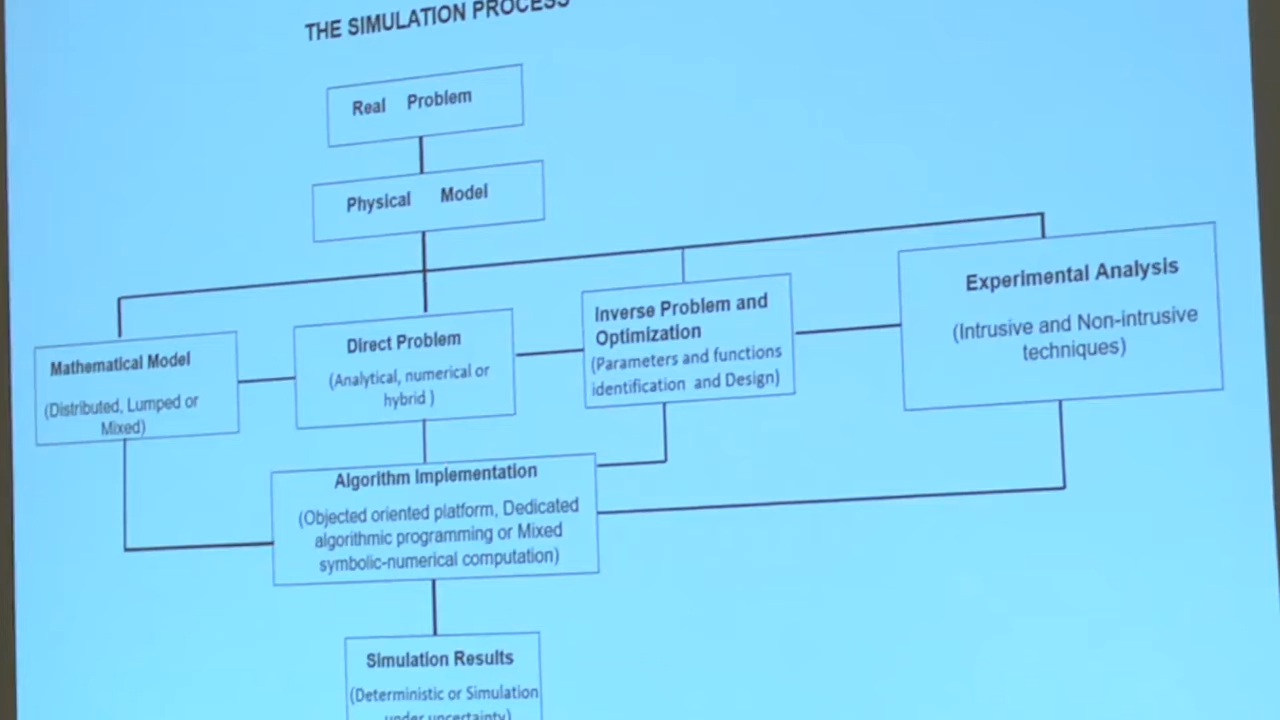 THE SIMULATION PROCESS
Real Problem
Physical Model
Mathematical Model
(Distributed, Lumped or
Mixed)
Direct Problem
(Analytical, numerical or
hybrid )
Inverse Problem and
Optimization
(Parameters and functions
identification and Design)
Experimental Analysis
(Intrusive and Non-intrusive
techniques)
Algorithm Implementation
(Objected oriented platform, Dedicated
algorithmic programming or Mixed
symbolic-numerical computation)
Simulation Results
(Deterministic or Simulation
under uncertainty)